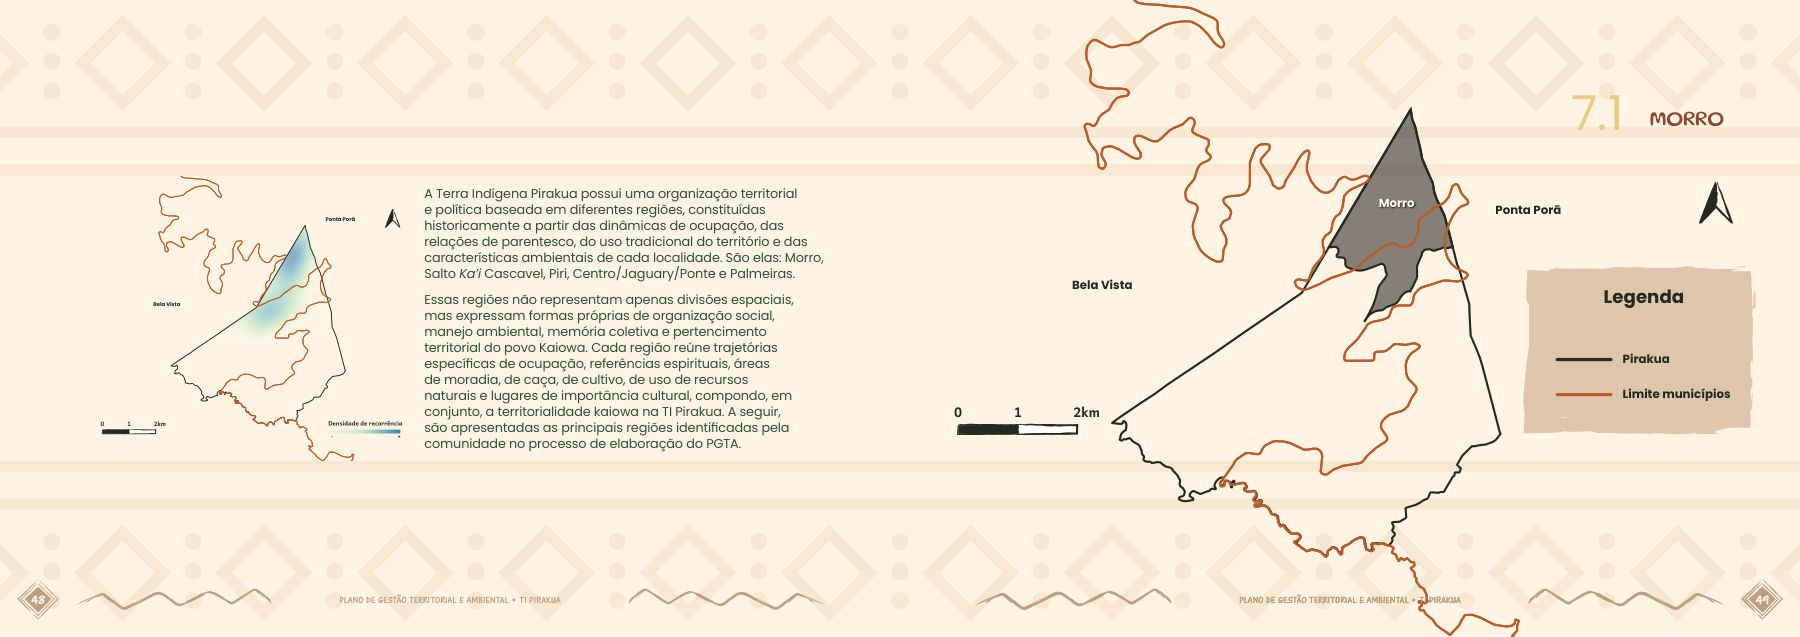 Ponta Porã
Bela Vista
0 1 2km
Densidade de recorrência
- +
A Terra Indígena Pirakua possui uma organização territorial
e política baseada em diferentes regiões, constituídas
historicamente a partir das dinâmicas de ocupação, das
relações de parentesco, do uso tradicional do território e das
características ambientais de cada localidade. São elas: Morro,
Salto Ka'i Cascavel, Piri, Centro/Jaguary/Ponte e Palmeiras.
Essas regiões não representam apenas divisões espaciais,
mas expressam formas próprias de organização social,
manejo ambiental, memória coletiva e pertencimento
territorial do povo Kaiowa. Cada região reúne trajetórias
específicas de ocupação, referências espirituais, áreas
de moradia, de caça, de cultivo, de uso de recursos
naturais e lugares de importância cultural, compondo, em
conjunto, a territorialidade kaiowa na TI Pirakua. A seguir,
são apresentadas as principais regiões identificadas pela
comunidade no processo de elaboração do PGTA.
48
PLANO DE GESTÃO TERRITORIAL E AMBIENTAL • TI PIRAKUA
7.1 MORRO
Morro
Ponta Porã
Bela Vista
Legenda
Pirakua
Limite municípios
0 1 2km
PLANO DE GESTÃO TERRITORIAL E AMBIENTAL • TI PIRAKUA
49